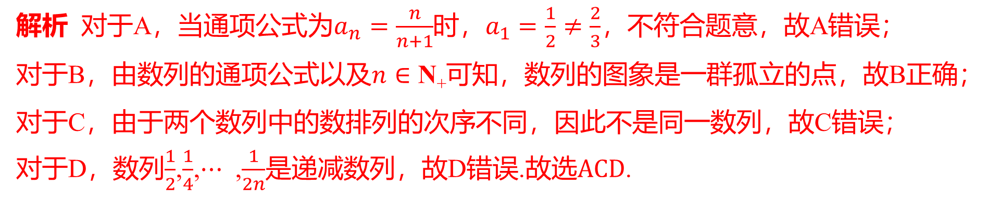 解析 对于A，当通项公式为$a_n=\frac{n}{n+1}$时，$a_1=\frac{1}{2}\neq\frac{2}{3}$，不符合题意，故A错误；
对于B，由数列的通项公式以及$n\in\mathbf{N}_+$可知，数列的图象是一群孤立的点，故B正确；
对于C，由于两个数列中的数排列的次序不同，因此不是同一数列，故C错误；
对于D，数列$\frac{1}{2},\frac{1}{4},\cdots,\frac{1}{2n}$是递减数列，故D错误.故选ACD.